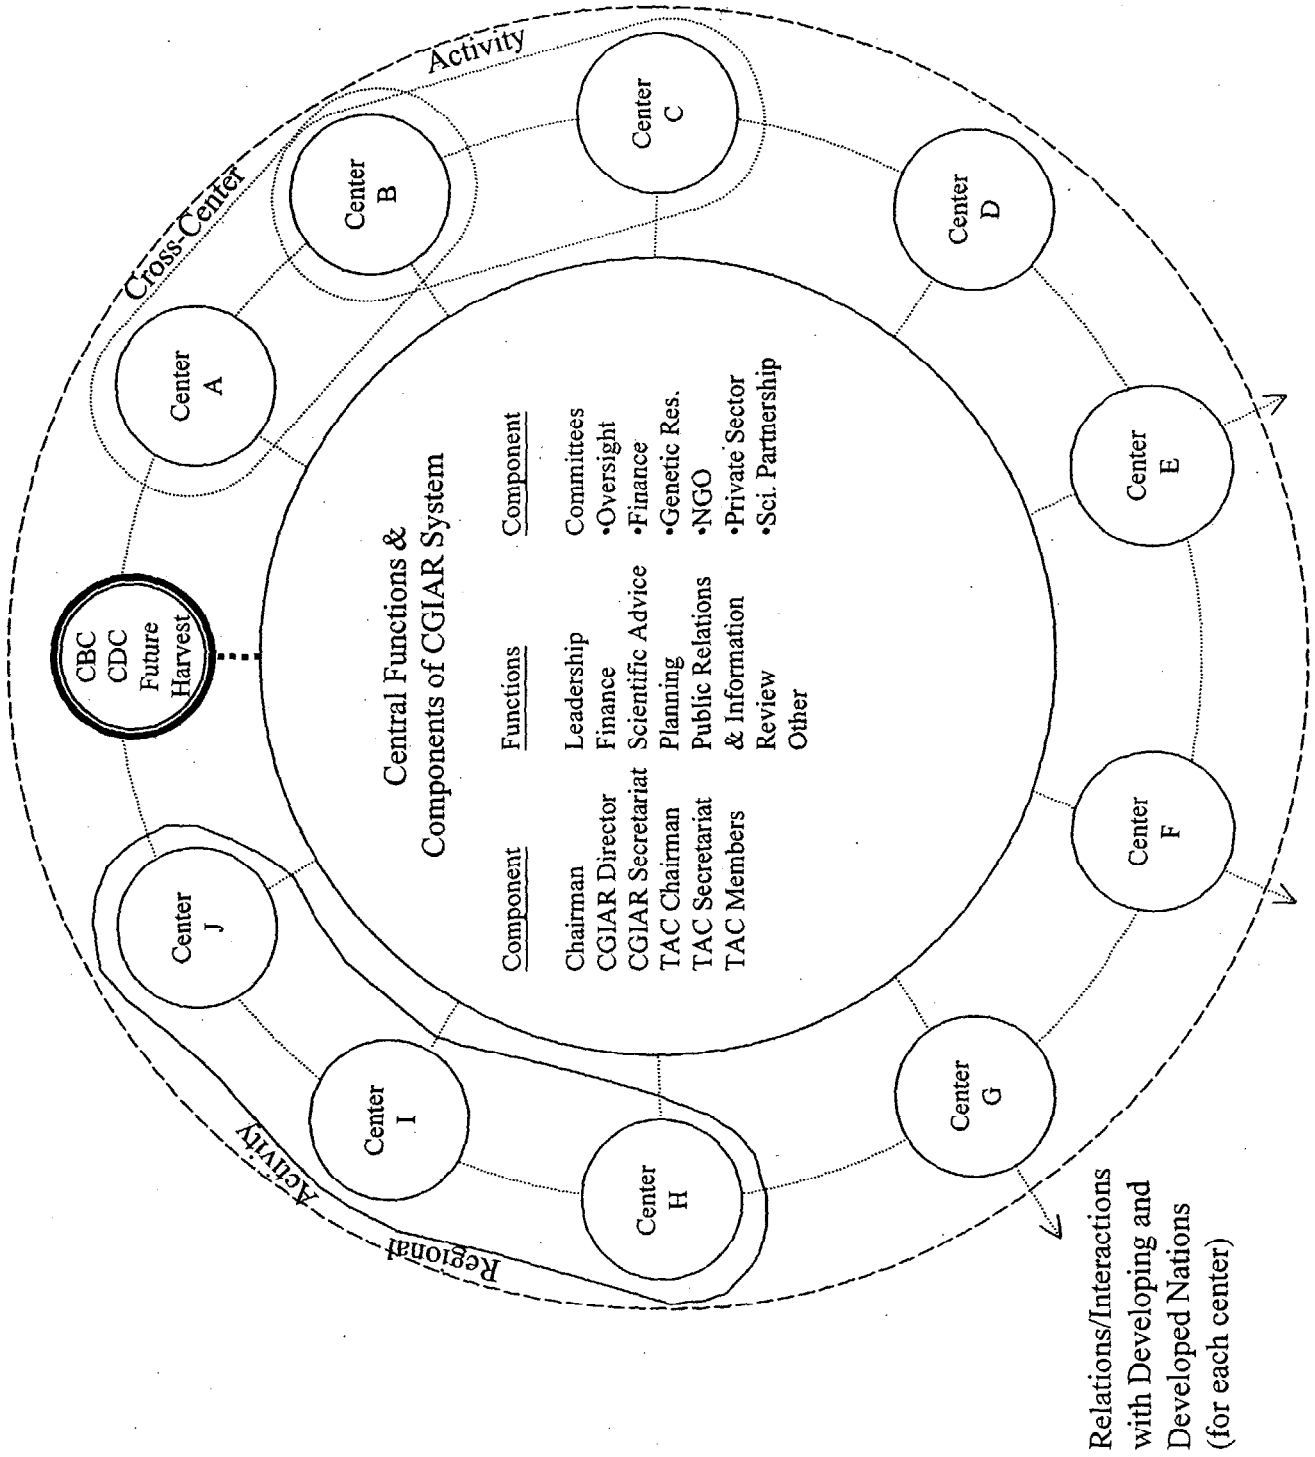 Cross-Center
Activity
CBC
CDC
Future
Harvest
Center
A
Center
B
Center
C
Center
D
Center
E
Center
F
Center
G
Center
H
Center
I
Center
J
Regional
Activity
Central Functions &
Components of CGIAR System
Component
Chairman
CGIAR Director
CGIAR Secretariat
TAC Chairman
TAC Secretariat
TAC Members
Functions
Leadership
Finance
Scientific Advice
Planning
Public Relations
& Information
Review
Other
Component
Committees
•Oversight
•Finance
•Genetic Res.
•NGO
•Private Sector
•Sci. Partnership
Relations/Interactions
with Developing and
Developed Nations
(for each center)